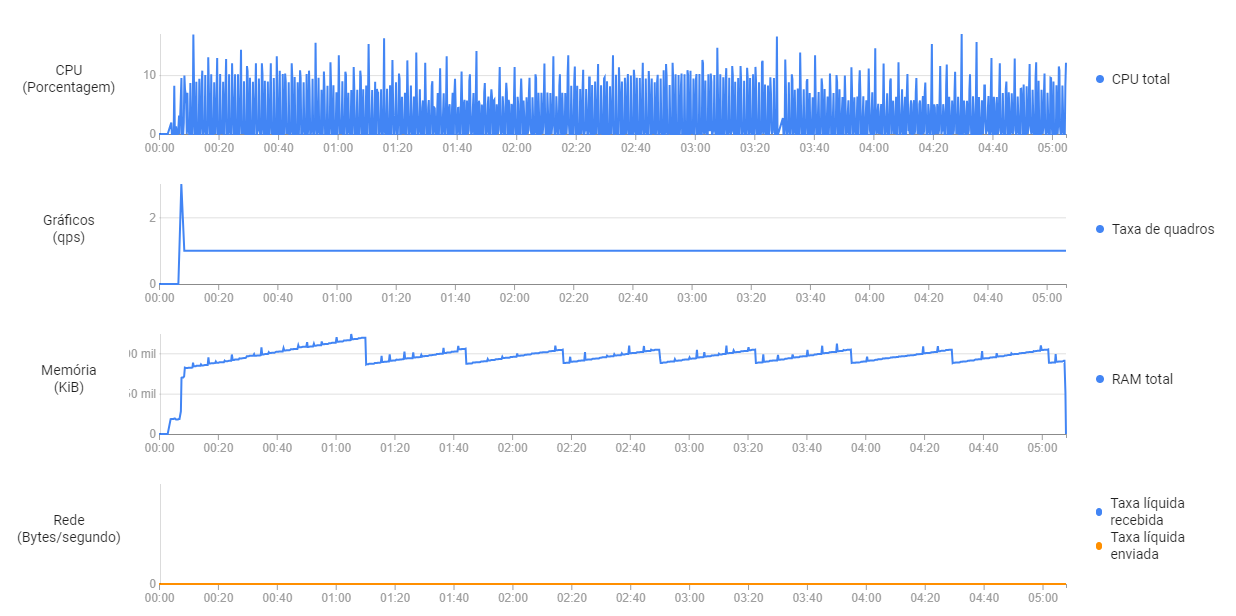 CPU
(Porcentagem)
10
0
00:00 00:20 00:40 01:00 01:20 01:40 02:00 02:20 02:40 03:00 03:20 03:40 04:00 04:20 04:40 05:00
CPU total
Gráficos
(qps)
2
0
00:00 00:20 00:40 01:00 01:20 01:40 02:00 02:20 02:40 03:00 03:20 03:40 04:00 04:20 04:40 05:00
Taxa de quadros
Memória
(KiB)
00 mil
50 mil
0
00:00 00:20 00:40 01:00 01:20 01:40 02:00 02:20 02:40 03:00 03:20 03:40 04:00 04:20 04:40 05:00
RAM total
Rede
(Bytes/segundo)
0
00:00 00:20 00:40 01:00 01:20 01:40 02:00 02:20 02:40 03:00 03:20 03:40 04:00 04:20 04:40 05:00
Taxa líquida
recebida
Taxa líquida
enviada